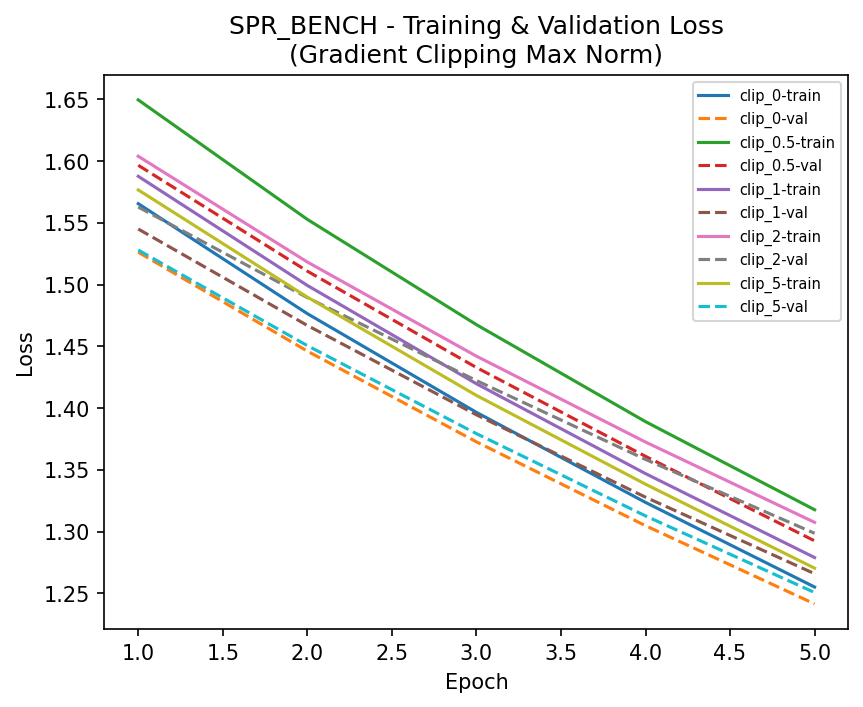 SPR_BENCH - Training & Validation Loss
(Gradient Clipping Max Norm)
Loss
1.65
1.60
1.55
1.50
1.45
1.40
1.35
1.30
1.25
clip_0-train
clip_0-val
clip_0.5-train
clip_0.5-val
clip_1-train
clip_1-val
clip_2-train
clip_2-val
clip_5-train
clip_5-val
1.0 1.5 2.0 2.5 3.0 3.5 4.0 4.5 5.0
Epoch